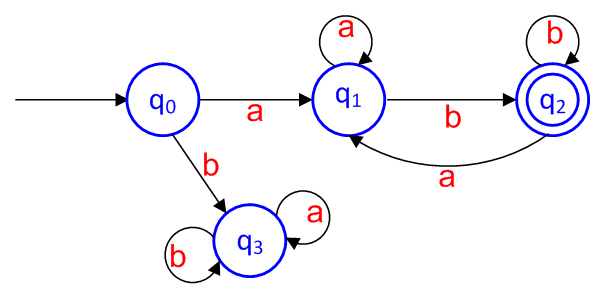 a b
q₀ a q₁ b q₂
b a
q₃ a
b